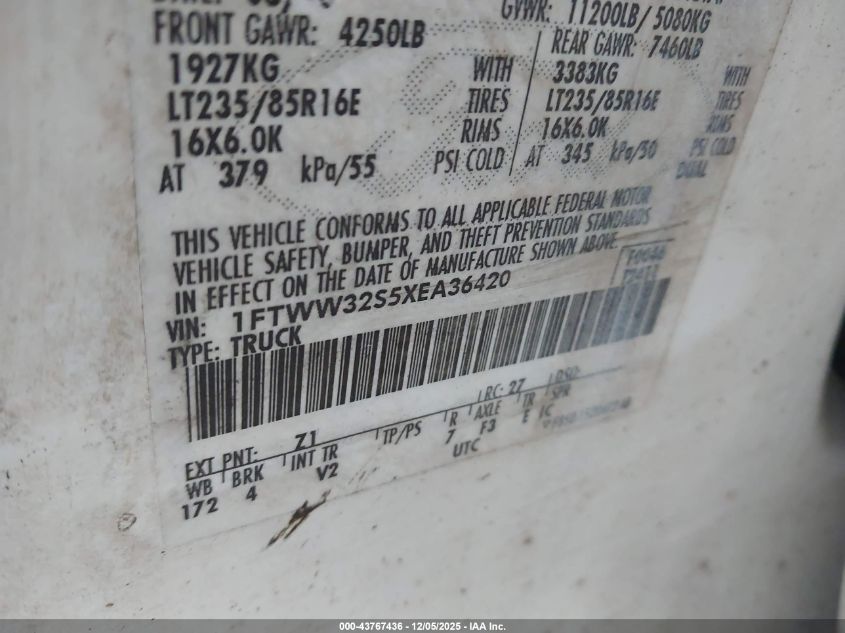 GVWR: 11200LB/ 5080KG
FRONT GAWR: 4250LB
REAR GAWR: 7460LB
1927KG WITH
3383KG WITH
LT235/85R16E TIRES
LT235/85R16E TIRES
16X6.0K RIMS
16X6.0K RIMS
AT 379 kPa/55 PSI COLD
AT 345 kPa/50 PSI COLD
DUAL
THIS VEHICLE CONFORMS TO ALL APPLICABLE FEDERAL MOTOR
VEHICLE SAFETY, BUMPER, AND THEFT PREVENTION STANDARDS
IN EFFECT ON THE DATE OF MANUFACTURE SHOWN ABOVE
VIN: 1FTWW32S5XEA36420
TYPE: TRUCK
EXT PNT: Z1 RC: 27 DSO:
WB BRK INT TR TP/PS R AXLE TR SPR
172 4 V2 7 F3 E IC
UTC
000-43767436 - 12/05/2025 - IAA Inc.